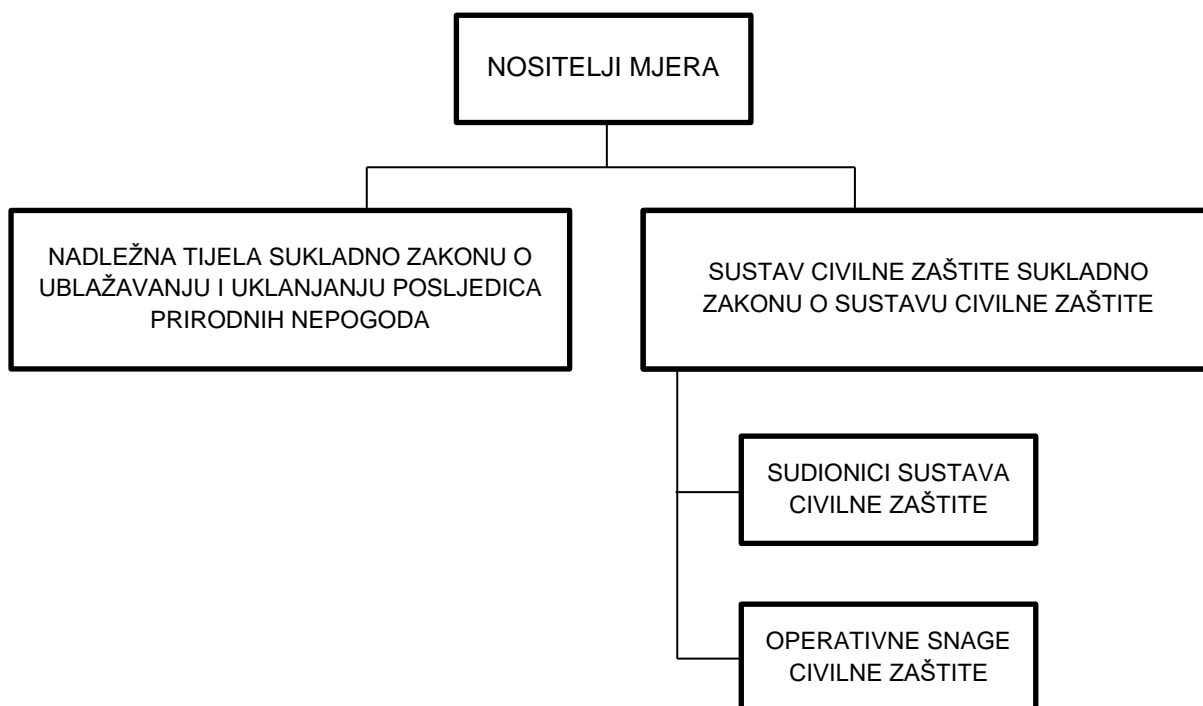 NOSITELJI MJERA
NADLEŽNA TIJELA SUKLADNO ZAKONU O
UBLAŽAVANJU I UKLANJANJU POSLJEDICA
PRIRODNIH NEPOGODA
SUSTAV CIVILNE ZAŠTITE SUKLADNO
ZAKONU O SUSTAVU CIVILNE ZAŠTITE
SUDIONICI SUSTAVA
CIVILNE ZAŠTITE
OPERATIVNE SNAGE
CIVILNE ZAŠTITE